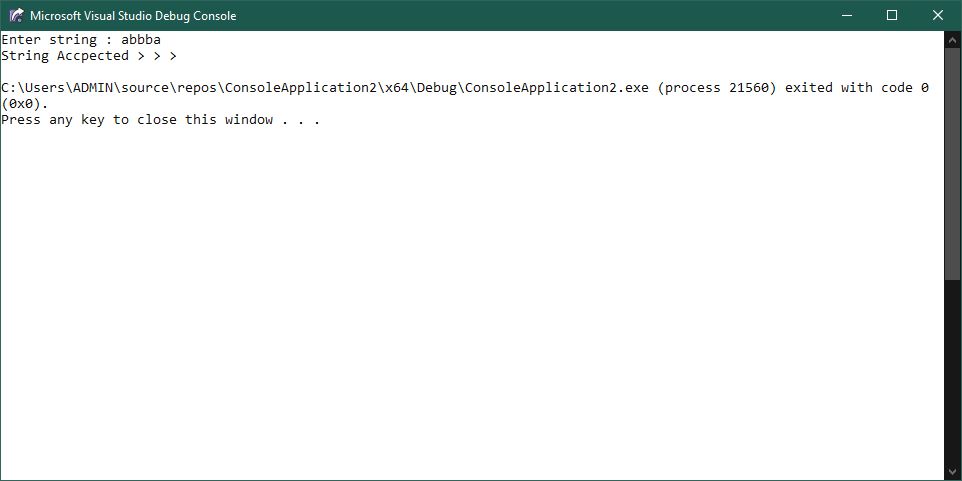 Microsoft Visual Studio Debug Console
Enter string : abbba
String Accpected > > >
C:\Users\ADMIN\source\repos\ConsoleApplication2\x64\Debug\ConsoleApplication2.exe (process 21560) exited with code 0
(0x0).
Press any key to close this window . . .